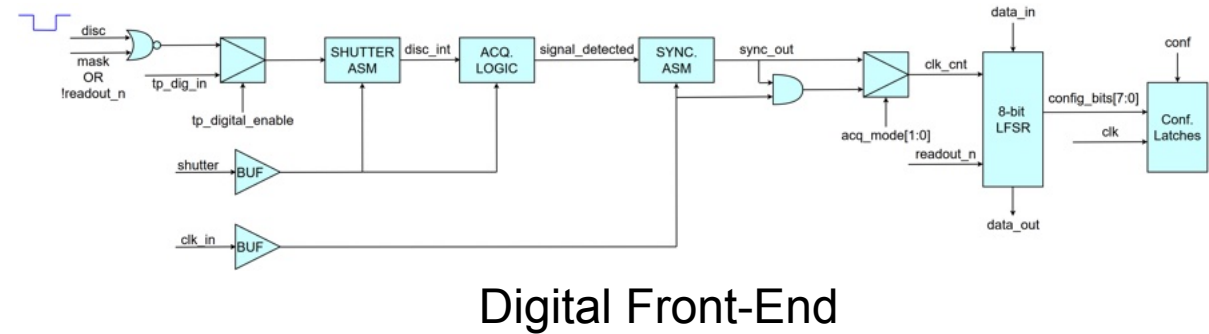 disc
mask
OR
!readout_n
tp_dig_in
tp_digital_enable
SHUTTER
ASM
disc_int
ACQ.
LOGIC
signal_detected
SYNC.
ASM
sync_out
acq_mode[1:0]
clk_cnt
data_in
8-bit
LFSR
readout_n
data_out
config_bits[7:0]
clk
conf
Conf.
Latches
shutter
BUF
clk_in
BUF
Digital Front-End